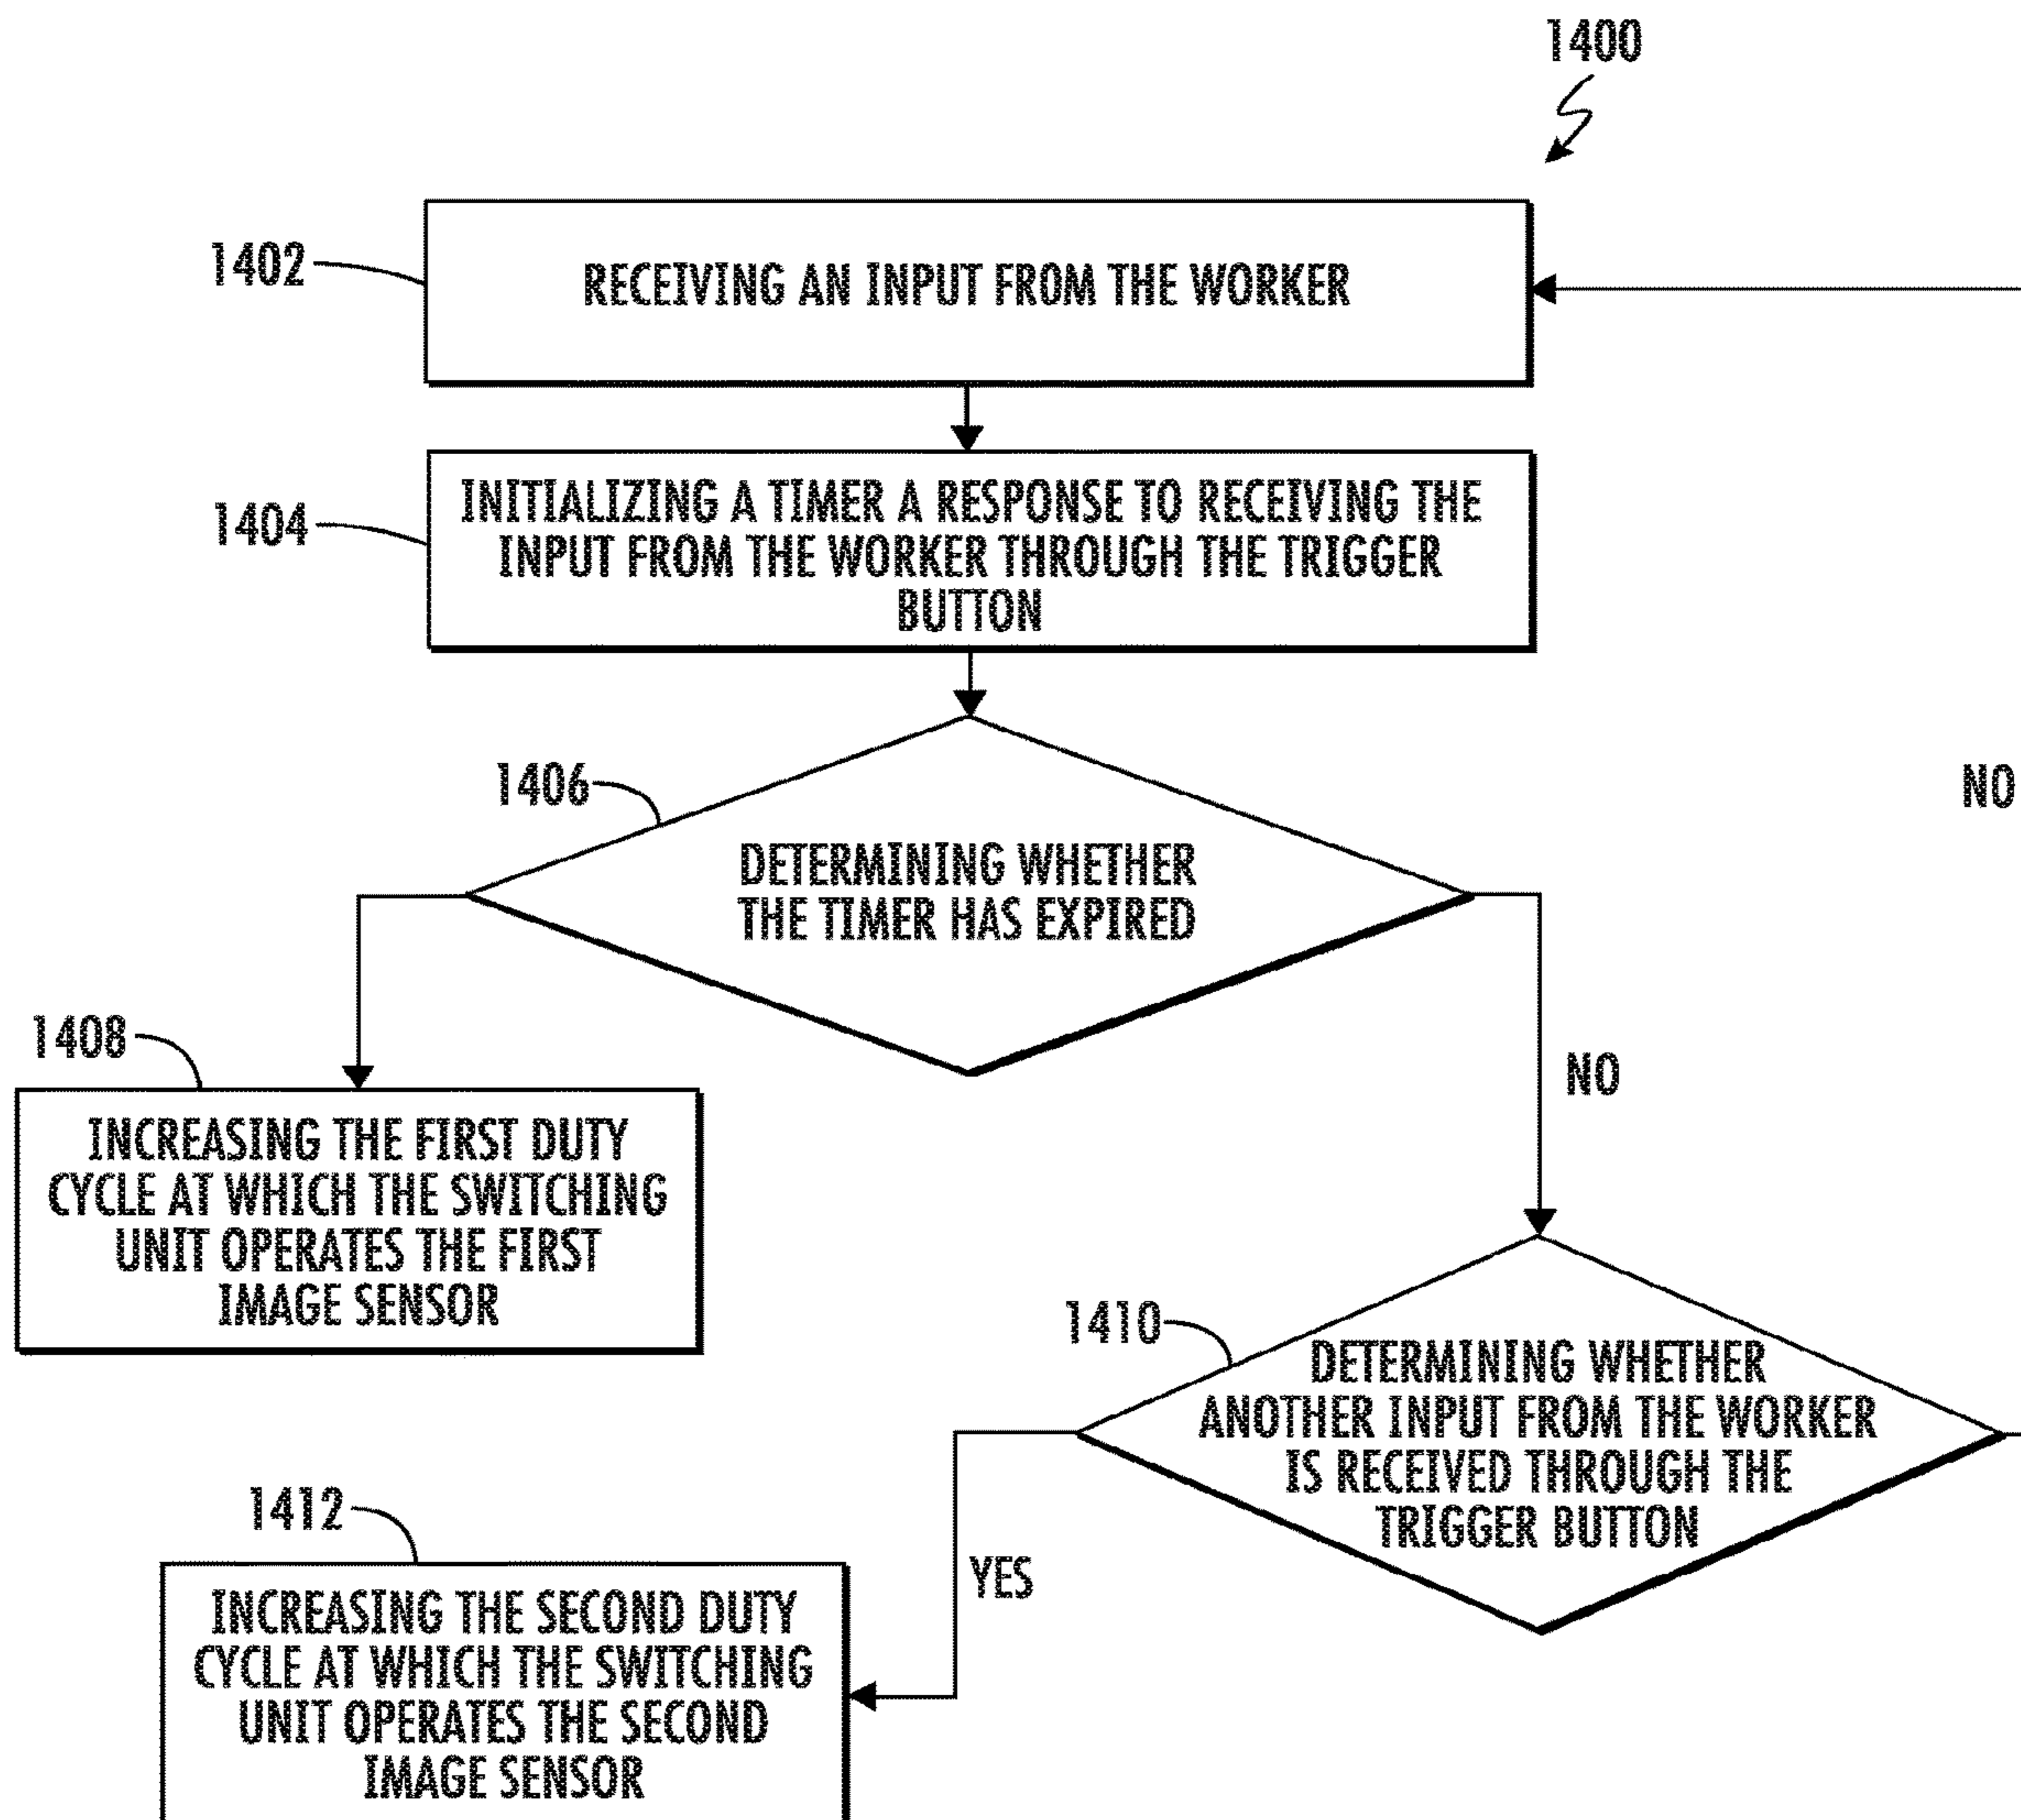 1400
1402
RECEIVING AN INPUT FROM THE WORKER
1404
INITIALIZING A TIMER A RESPONSE TO RECEIVING THE
INPUT FROM THE WORKER THROUGH THE TRIGGER
BUTTON
1406
DETERMINING WHETHER
THE TIMER HAS EXPIRED
NO
1408
INCREASING THE FIRST DUTY
CYCLE AT WHICH THE SWITCHING
UNIT OPERATES THE FIRST
IMAGE SENSOR
NO
1410
DETERMINING WHETHER
ANOTHER INPUT FROM THE WORKER
IS RECEIVED THROUGH THE
TRIGGER BUTTON
YES
1412
INCREASING THE SECOND DUTY
CYCLE AT WHICH THE SWITCHING
UNIT OPERATES THE SECOND
IMAGE SENSOR